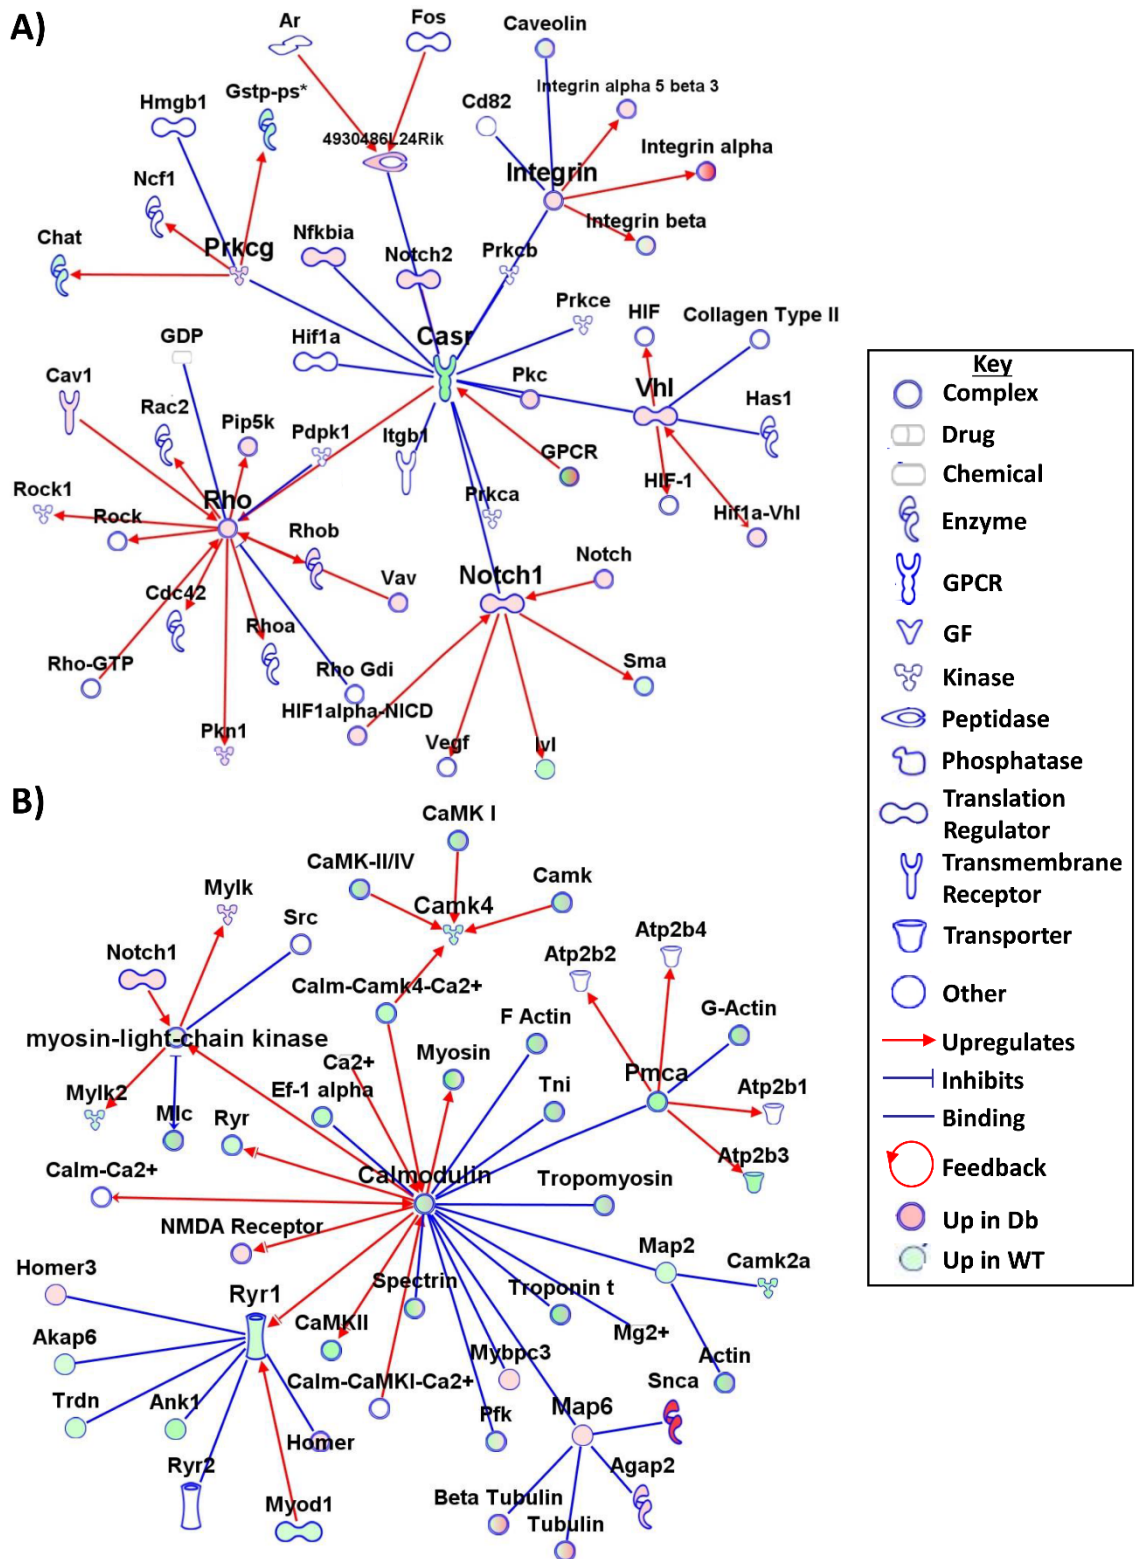 A)
Ar
Fos
Caveolin
Hmgb1
Gstp-ps*
Cd82
Integrin alpha 5 beta 3
4930486L24Rik
Integrin alpha
Integrin
Ncf1
Chat
Prkcg
Nfkbia
Notch2
Prkcb
Integrin beta
GDP
Hif1a
Casr
Prkce
HIF
Collagen Type II
Cav1
Rac2
Pip5k
Pdpk1
Itgb1
Pkc
Vhl
Has1
Rock1
Rock
Rho
GPCR
HIF-1
Hif1a-Vhl
Prkca
Rhob
Vav
Notch1
Notch
Cdc42
Rhoa
Rho-GTP
Rho Gdi
Sma
HIF1alpha-NICD
Pkn1
Vegf
Ivl
Key
Complex
Drug
Chemical
Enzyme
GPCR
GF
Kinase
Peptidase
Phosphatase
Translation
Regulator
Transmembrane
Receptor
Transporter
Other
Upregulates
Inhibits
Binding
Feedback
Up in Db
Up in WT
B)
CaMK I
CaMK-II/IV
Camk
Mylk
Src
Camk4
Atp2b4
Notch1
Atp2b2
Calm-Camk4-Ca2+
F Actin
G-Actin
myosin-light-chain kinase
Ca2+
Myosin
Pmca
Mylk2
Ef-1 alpha
Tni
Atp2b1
Mlc
Ryr
Calmodulin
Atp2b3
Calm-Ca2+
Tropomyosin
NMDA Receptor
Map2
Camk2a
Homer3
Ryr1
Spectrin
Troponin t
Akap6
CaMKII
Mg2+
Mybpc3
Actin
Trdn
Ank1
Calm-CaMKI-Ca2+
Snca
Homer
Pfk
Map6
Ryr2
Agap2
Myod1
Beta Tubulin
Tubulin